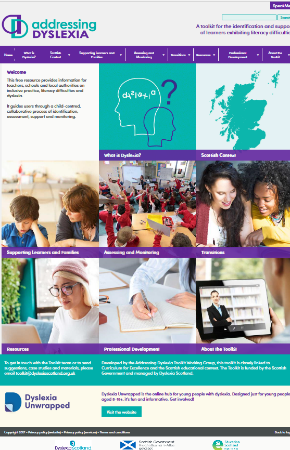 addressing
DYSLEXIA
A toolkit for the identification and suppo
of learners exhibiting literacy difficultie
Home
What is
Dyslexia?
Toolkit
Context
Supporting Learners and
Families
Assessing and
Monitoring
Transitions
Resources
Professional
Development
About the
Toolkit
Welcome
This free resource provides information for
teachers, schools and local authorities on
inclusive practice, literacy difficulties and
dyslexia.
It guides users through a child-centred,
collaborative process of identification,
assessment, support and monitoring.
What is Dyslexia?
Scottish Context
Supporting Learners and Families
Assessing and Monitoring
Transitions
Resources
Professional Development
About the Toolkit
To get in touch with the Toolkit team or to send
suggestions, case studies and materials, please
email toolkit@dyslexiascotland.org.uk
Developed by the Addressing Dyslexia Toolkit Working Group, this toolkit is closely linked to
Curriculum for Excellence and the Scottish educational context. The Toolkit is funded by the Scottish
Government and managed by Dyslexia Scotland.
Dyslexia
Unwrapped
Dyslexia Unwrapped is the online hub for young people with dyslexia. Designed just for young people
aged 8-18, it's fun and informative. Get involved!
Visit the website
Dyslexia Scotland
Scottish Government